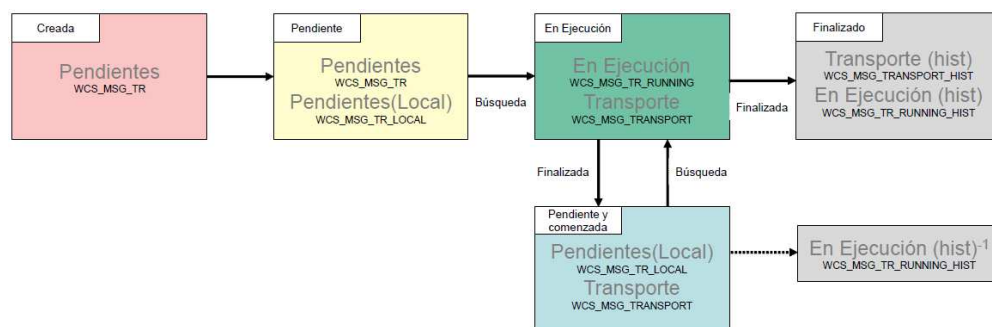 Creada
Pendientes
WCS_MSG_TR
Pendiente
Pendientes
WCS_MSG_TR
Pendientes(Local)
WCS_MSG_TR_LOCAL
Búsqueda
En Ejecución
En Ejecución
WCS_MSG_TR_RUNNING
Transporte
WCS_MSG_TRANSPORT
Finalizada
Finalizado
Transporte (hist)
WCS_MSG_TRANSPORT_HIST
En Ejecución (hist)
WCS_MSG_TR_RUNNING_HIST
Finalizada
Búsqueda
Pendiente y
comenzada
Pendientes(Local)
WCS_MSG_TR_LOCAL
Transporte
WCS_MSG_TRANSPORT
En Ejecución (hist)-1
WCS_MSG_TR_RUNNING_HIST